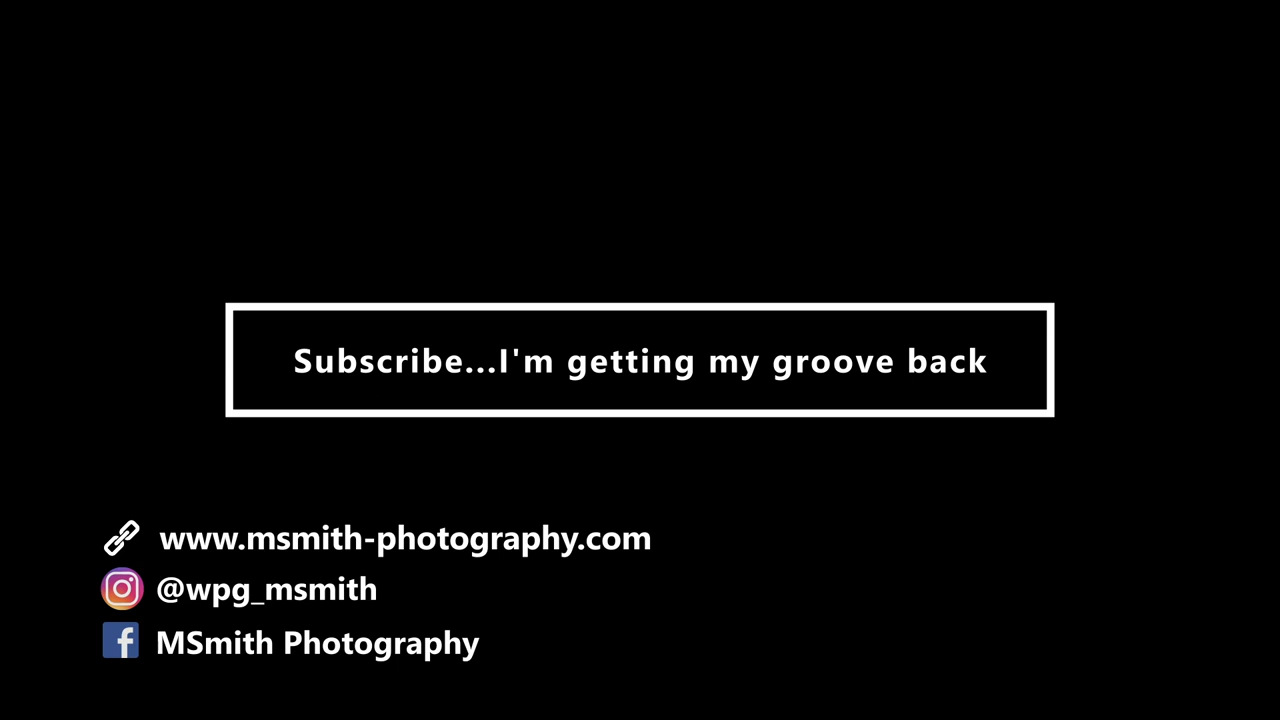 Subscribe...I'm getting my groove back
www.msmith-photography.com
@wpg_msmith
MSmith Photography